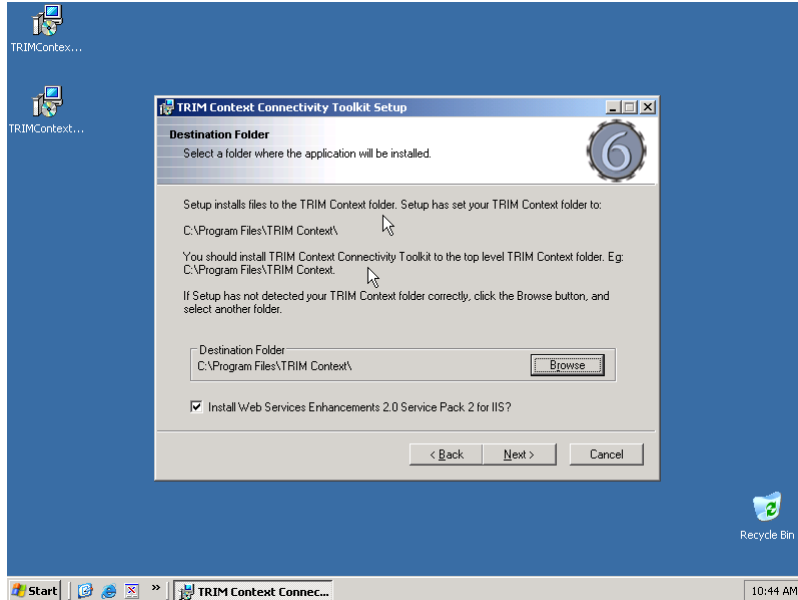 TRIMContex...
TRIMContext...
TRIM Context Connectivity Toolkit Setup
Destination Folder
Select a folder where the application will be installed.
6
Setup installs files to the TRIM Context folder. Setup has set your TRIM Context folder to:
C:\Program Files\TRIM Context\
You should install TRIM Context Connectivity Toolkit to the top level TRIM Context folder. Eg:
C:\Program Files\TRIM Context.
If Setup has not detected your TRIM Context folder correctly, click the Browse button, and
select another folder.
Destination Folder
C:\Program Files\TRIM Context\
Browse
Install Web Services Enhancements 2.0 Service Pack 2 for IIS?
< Back
Next >
Cancel
Recycle Bin
Start
»
TRIM Context Connec...
10:44 AM